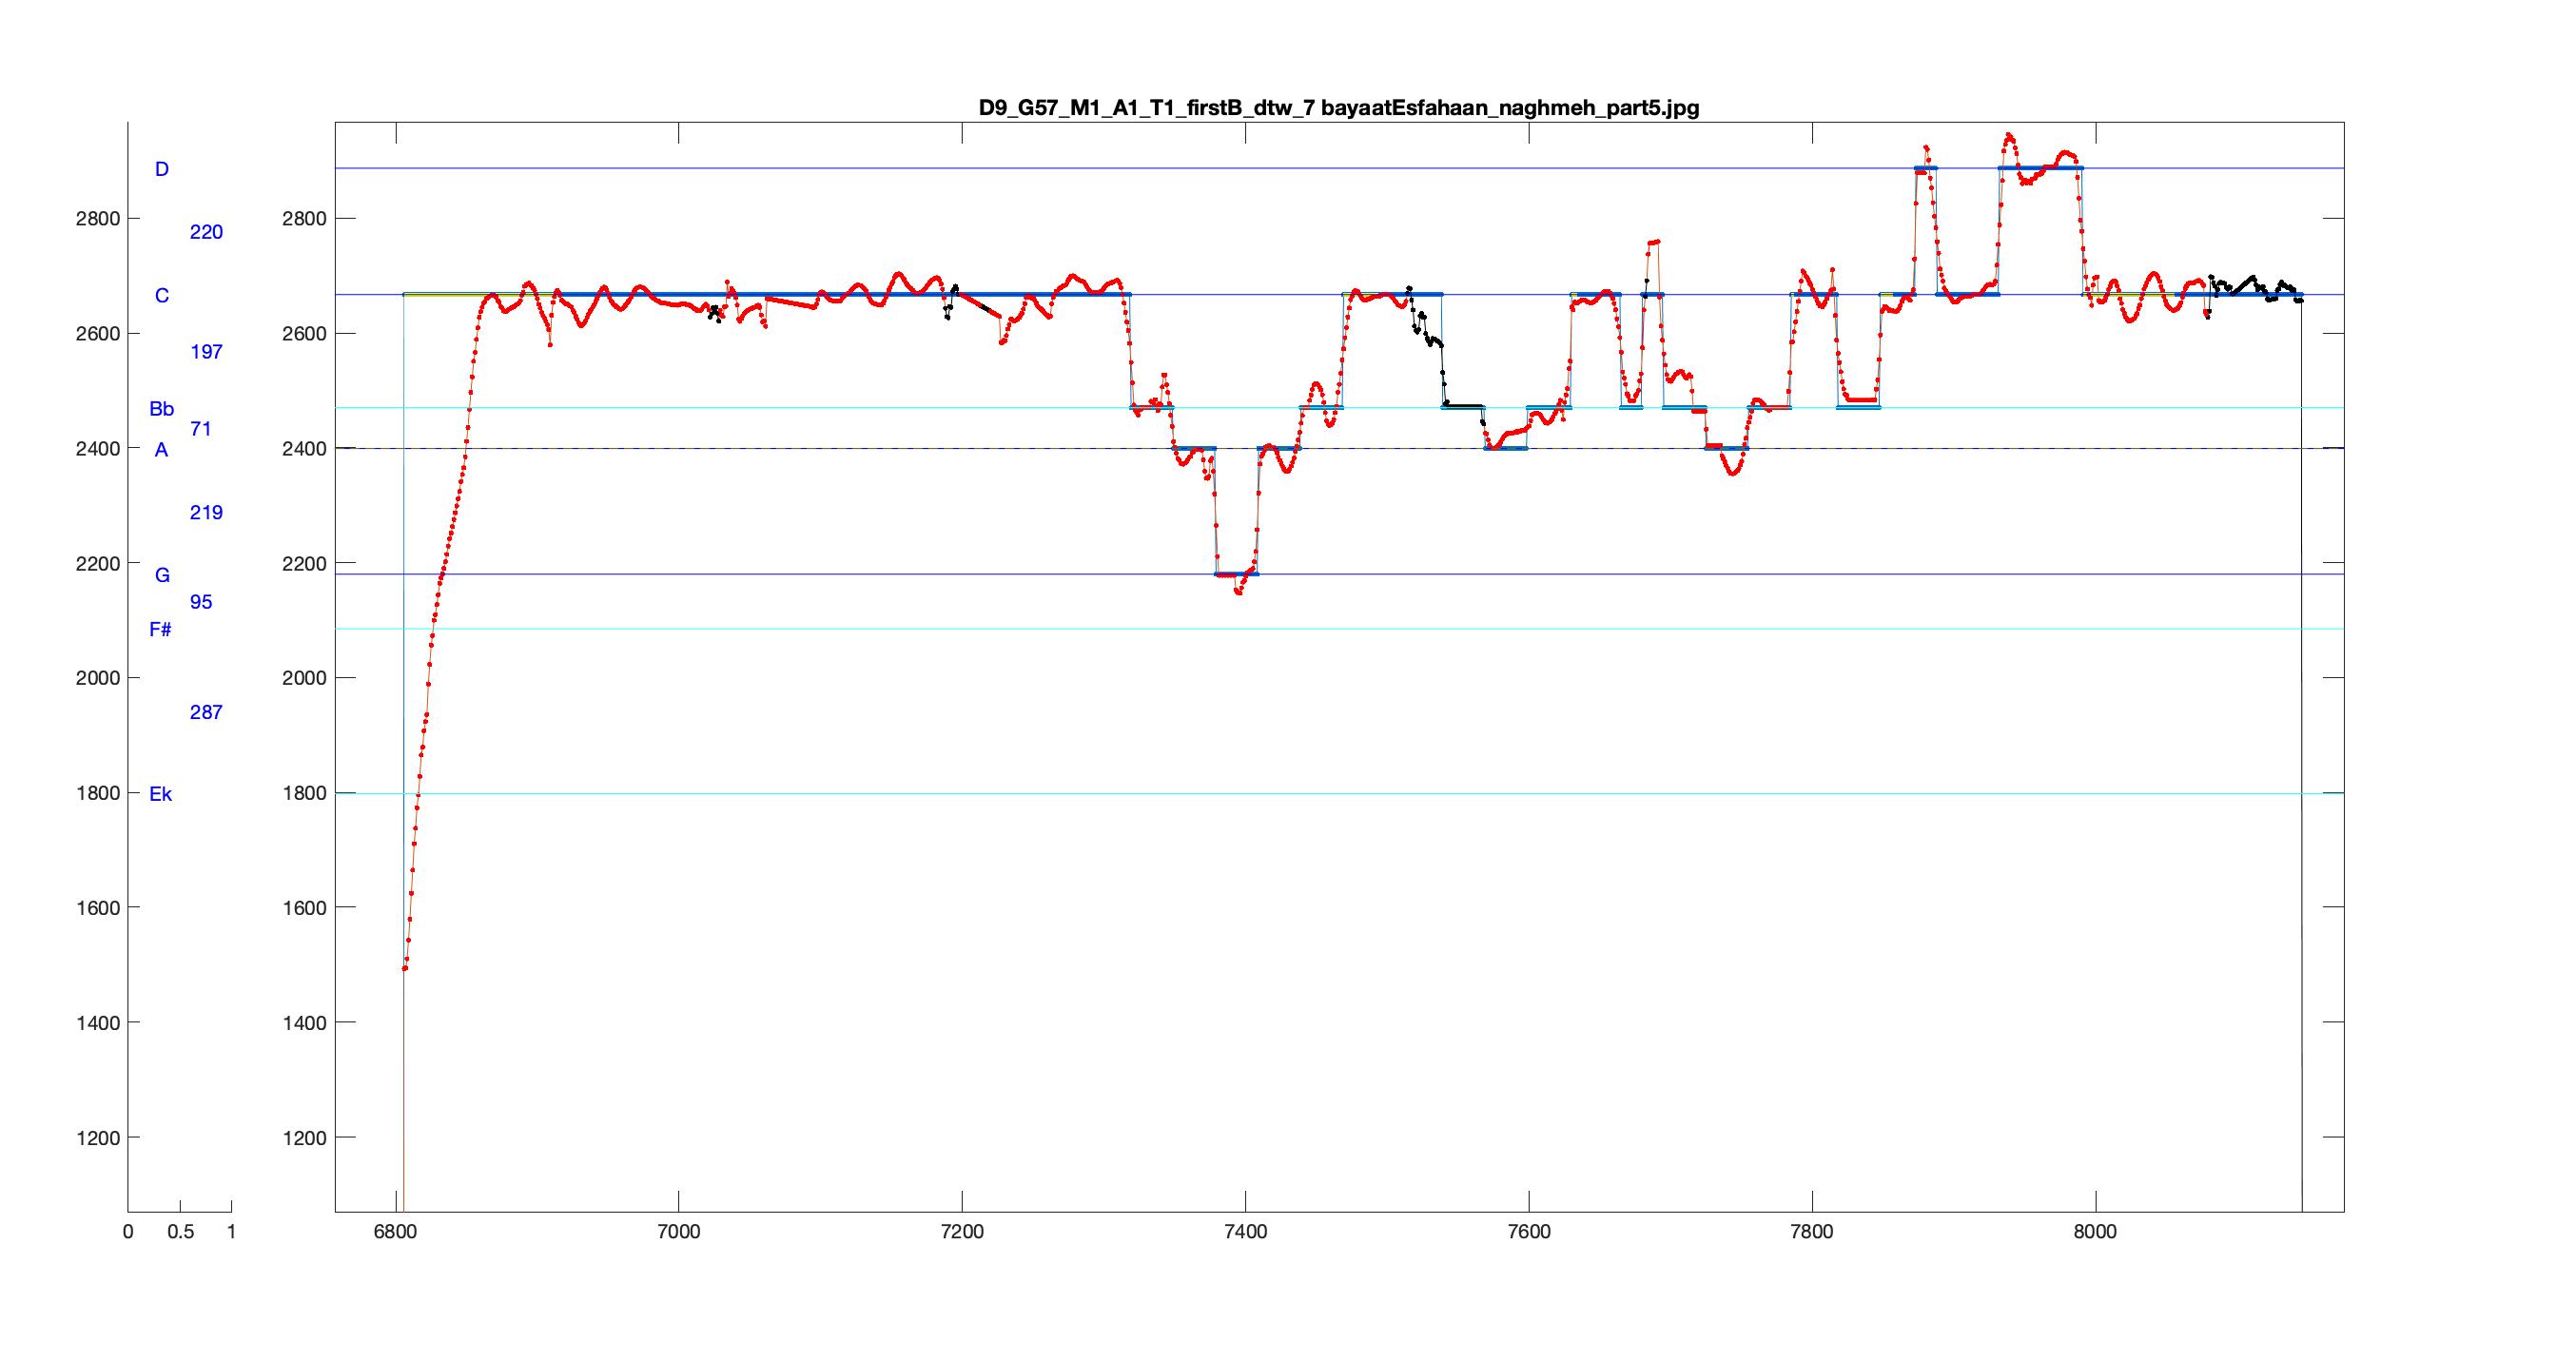 D9_G57_M1_A1_T1_firstB_dtw_7 bayaatEsfahaan_naghmeh_part5.jpg
D
2800 2800
220
C
2600 2600
197
Bb
71
2400 A 2400
219
2200 G 2200
95
F#
2000 2000
287
1800 Ek 1800
1600 1600
1400 1400
1200 1200
0 0.5 1 6800 7000 7200 7400 7600 7800 8000